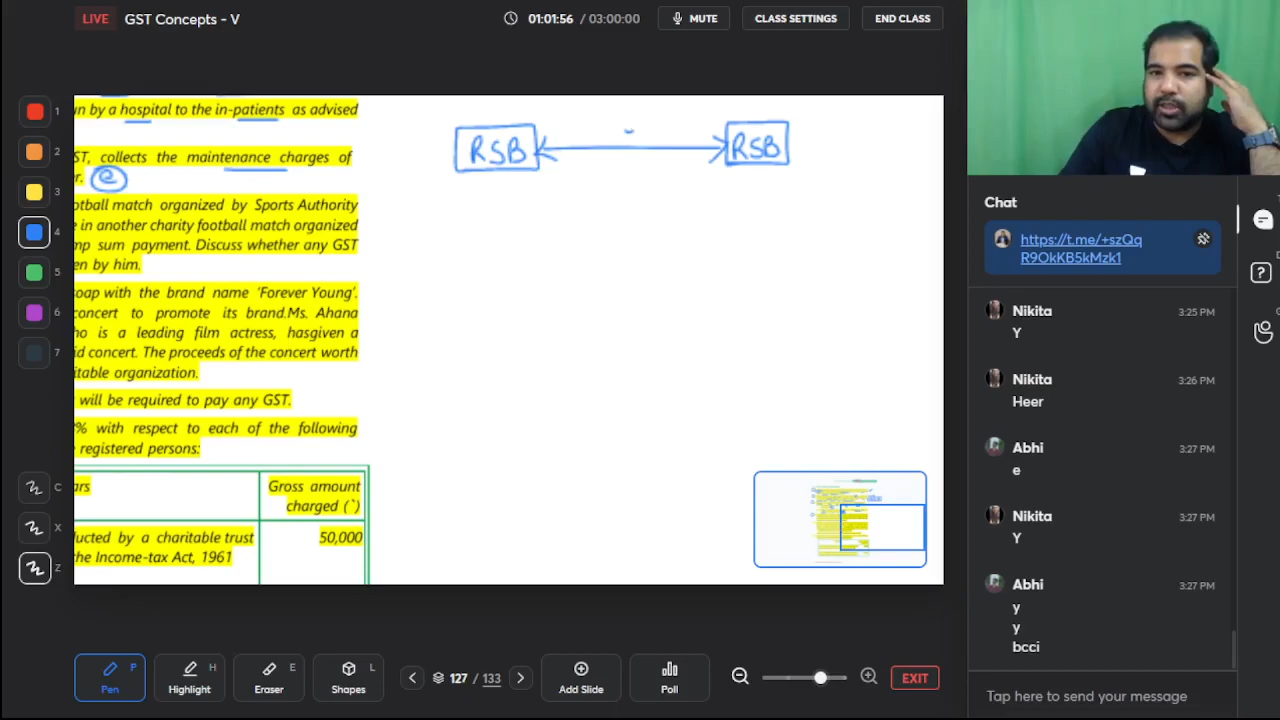 LIVE GST Concepts - V 01:01:56 / 03:00:00 MUTE CLASS SETTINGS END CLASS
1
2
3
4
5
6
7
C
X
Z
n by a hospital to the in-patients as advised
ST, collects the maintenance charges of
r. e
otball match organized by Sports Authority
e in another charity football match organized
mp sum payment. Discuss whether any GST
en by him.
soap with the brand name 'Forever Young'.
concert to promote its brand.Ms. Ahana
ho is a leading film actress, hasgiven a
id concert. The proceeds of the concert worth
itable organization.
will be required to pay any GST.
% with respect to each of the following
registered persons:
ars
Gross amount
charged (`)
ucted by a charitable trust
the Income-tax Act, 1961
50,000
RSB RSB
Chat
https://t.me/+szQq
R9OkKB5kMzk1
Nikita 3:25 PM
Y
Nikita 3:26 PM
Heer
Abhi 3:27 PM
e
Nikita 3:27 PM
Y
Abhi 3:27 PM
y
y
bcci
Tap here to send your message
Pen P
Highlight H
Eraser E
Shapes L
127 / 133
Add Slide
Poll
EXIT